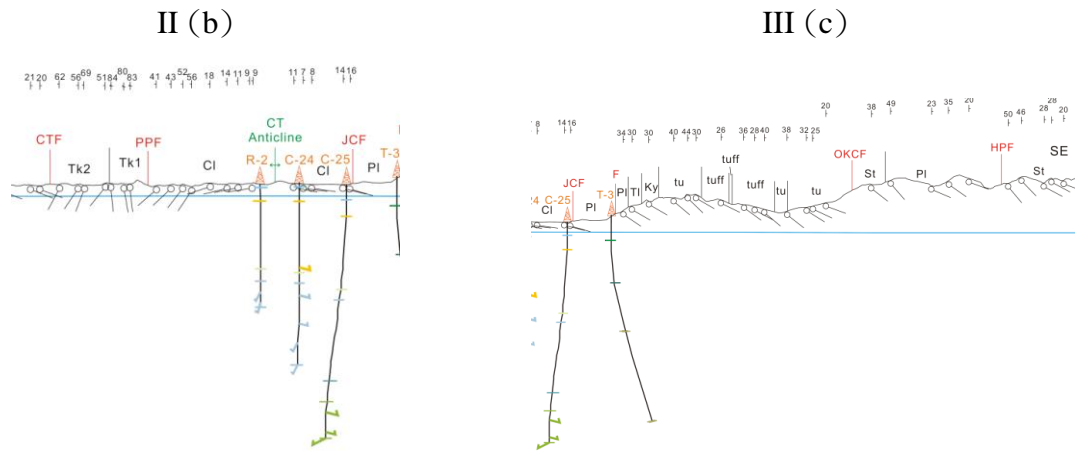 II (b)
III (c)
21 20 62 56 69 51 84 80 83 41 43 52 56 18 14 11 9 9 11 7 8 14 16
8 14 16 34 30 30 40 44 30 26 36 28 40 38 32 25 20 38 49 23 35 20 50 46 28 28 20
CTF
Tk2
Tk1
PPF
Cl
CT
Anticline
R-2
C-24
C-25
Cl
JCF
Pl
T-3
24
Cl
C-25
JCF
Pl
T-3
F
Pl
Tl
Ky
tu
tuff
tuff
tuff
tu
tu
OKCF
St
Pl
HPF
St
SE